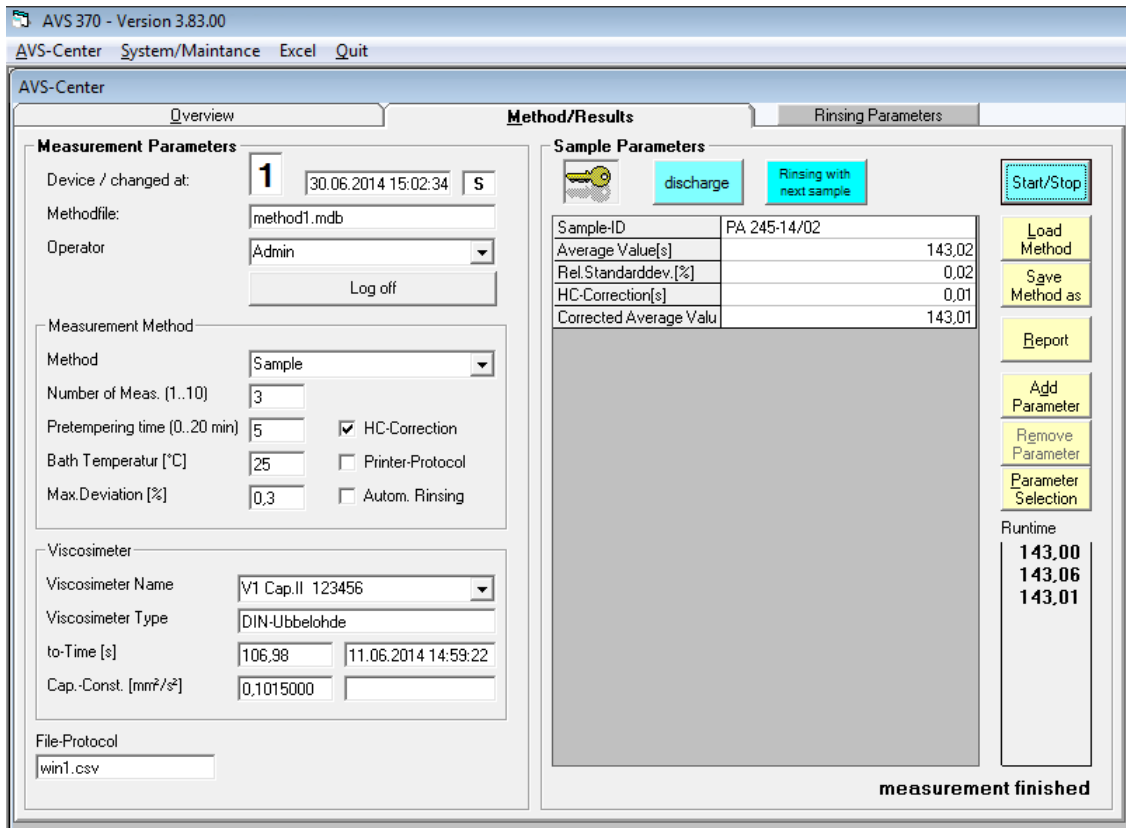 AVS 370 - Version 3.83.00
AVS-Center System/Maintance Excel Quit
AVS-Center
Overview Method/Results Rinsing Parameters
Measurement Parameters
Device / changed at: 1 30.06.2014 15:02:34 S
Methodfile: method1.mdb
Operator Admin
Log off
Measurement Method
Method Sample
Number of Meas. (1..10) 3
Pretempering time (0..20 min) 5 HC-Correction
Bath Temperatur [°C] 25 Printer-Protocol
Max.Deviation [%] 0,3 Autom. Rinsing
Viscosimeter
Viscosimeter Name V1 Cap.II 123456
Viscosimeter Type DIN-Ubbelohde
to-Time [s] 106,98 11.06.2014 14:59:22
Cap.-Const. [mm²/s²] 0,1015000
File-Protocol
win1.csv
Sample Parameters
discharge
Rinsing with
next sample
Sample-ID PA 245-14/02
Average Value[s] 143,02
Rel.Standarddev.[%] 0,02
HC-Correction[s] 0,01
Corrected Average Valu 143,01
Start/Stop
Load
Method
Save
Method as
Report
Add
Parameter
Remove
Parameter
Parameter
Selection
Runtime
143,00
143,06
143,01
measurement finished